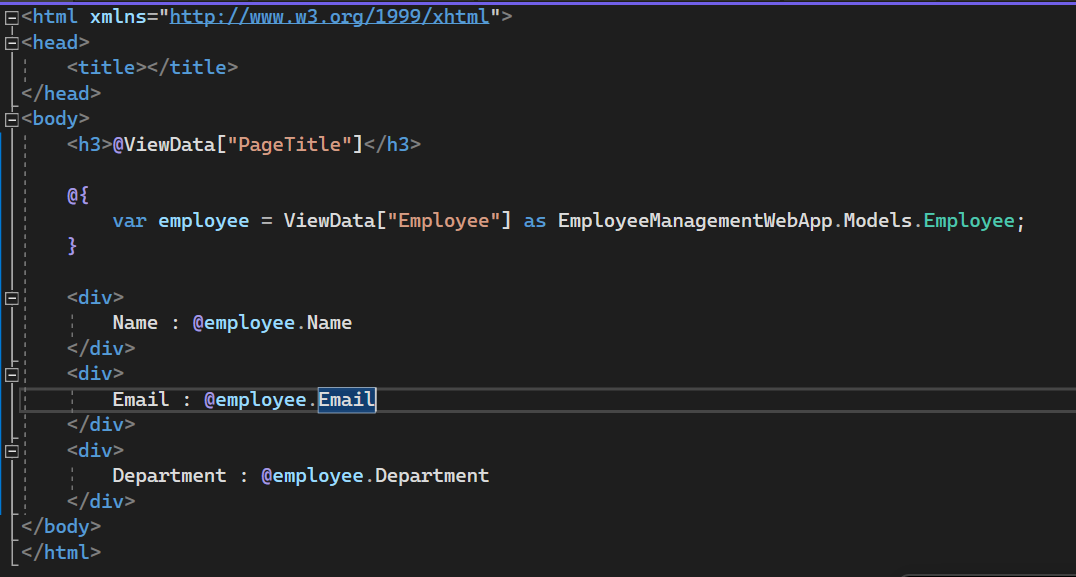 <html xmlns="http://www.w3.org/1999/xhtml">
<head>
    <title></title>
</head>
<body>
    <h3>@ViewData["PageTitle"]</h3>

    @{
        var employee = ViewData["Employee"] as EmployeeManagementWebApp.Models.Employee;
    }

    <div>
        Name : @employee.Name
    </div>
    <div>
        Email : @employee.Email
    </div>
    <div>
        Department : @employee.Department
    </div>
</body>
</html>